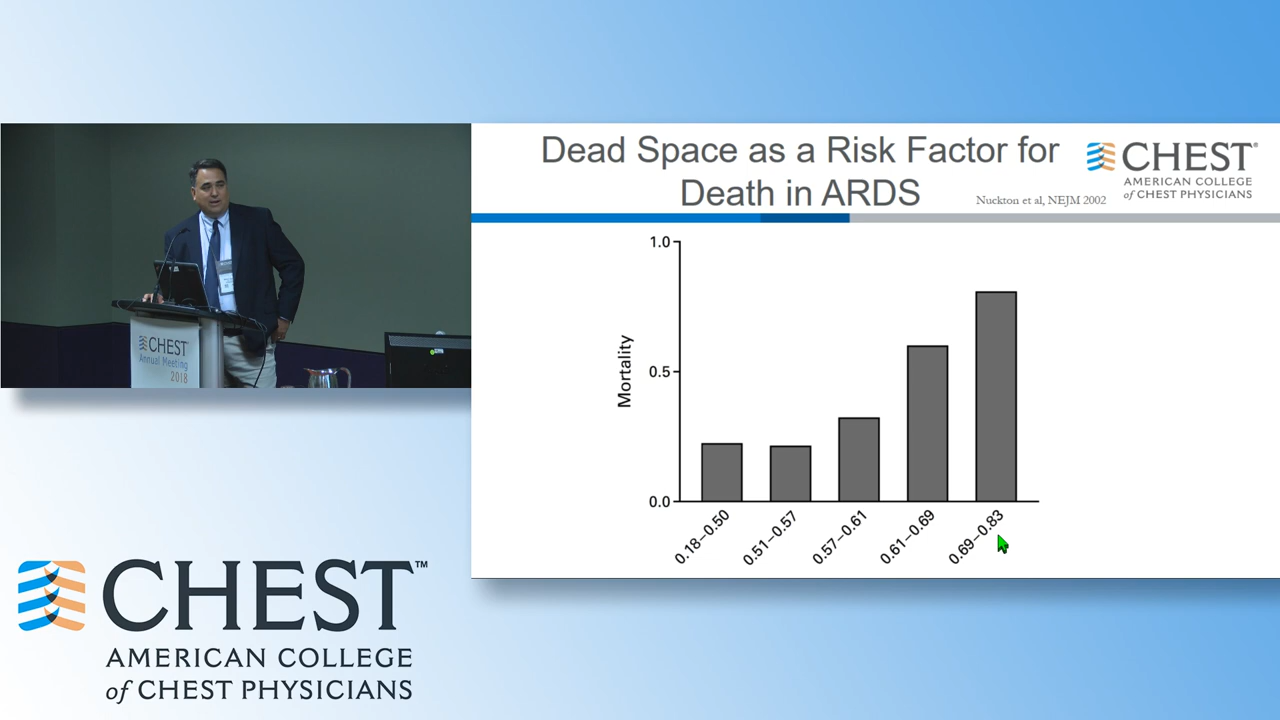 Dead Space as a Risk Factor for
Death in ARDS
Nuckton et al, NEJM 2002
CHEST®
AMERICAN COLLEGE
of CHEST PHYSICIANS
1.0
0.5
0.0
Mortality
0.18–0.50
0.51–0.57
0.57–0.61
0.61–0.69
0.69–0.83
CHEST
Annual Meeting
2018
CHEST™
AMERICAN COLLEGE
of CHEST PHYSICIANS